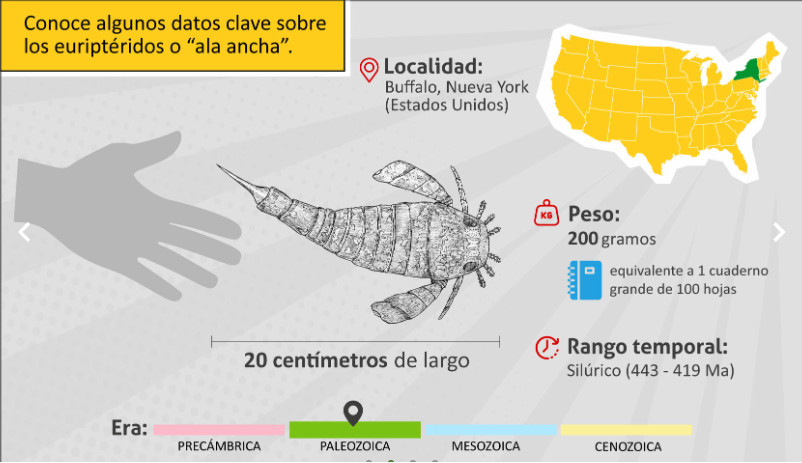 Conoce algunos datos clave sobre
los euriptéridos o “ala ancha”.
Localidad:
Buffalo, Nueva York
(Estados Unidos)
KG
Peso:
200 gramos
equivalente a 1 cuaderno
grande de 100 hojas
20 centímetros de largo
Rango temporal:
Silúrico (443 - 419 Ma)
Era:
PRECÁMBRICA
PALEOZOICA
MESOZOICA
CENOZOICA